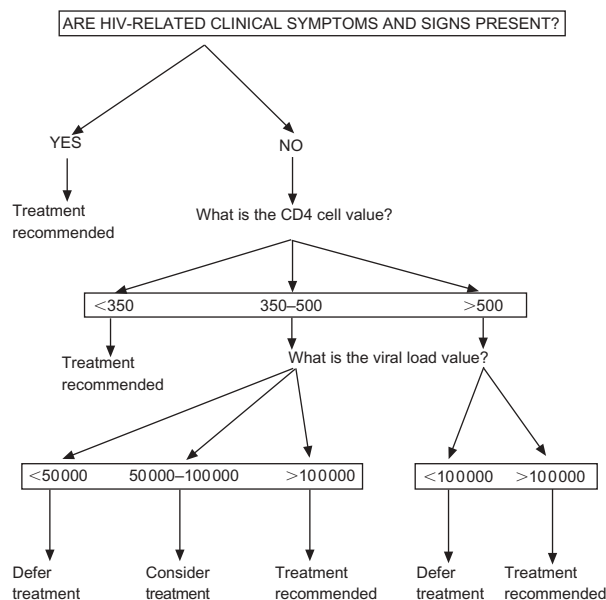 ARE HIV-RELATED CLINICAL SYMPTOMS AND SIGNS PRESENT?
YES
NO
Treatment
recommended
What is the CD4 cell value?
<350 350–500 >500
Treatment
recommended
What is the viral load value?
<50000 50000–100000 >100000
<100000 >100000
Defer
treatment
Consider
treatment
Treatment
recommended
Defer
treatment
Treatment
recommended